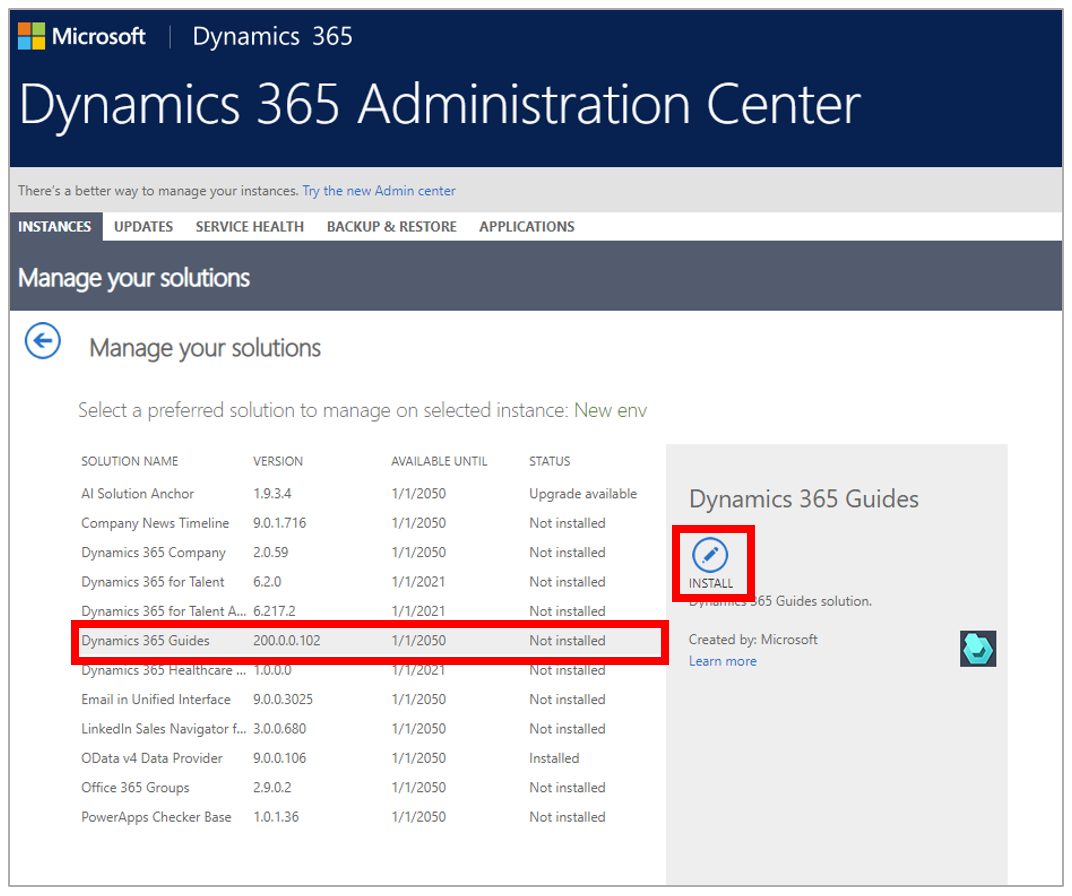 Microsoft | Dynamics 365
Dynamics 365 Administration Center
There's a better way to manage your instances. Try the new Admin center
INSTANCES UPDATES SERVICE HEALTH BACKUP & RESTORE APPLICATIONS
Manage your solutions
Manage your solutions
Select a preferred solution to manage on selected instance: New env
SOLUTION NAME VERSION AVAILABLE UNTIL STATUS
AI Solution Anchor 1.9.3.4 1/1/2050 Upgrade available
Company News Timeline 9.0.1.716 1/1/2050 Not installed
Dynamics 365 Company 2.0.59 1/1/2050 Not installed
Dynamics 365 for Talent 6.2.0 1/1/2021 Not installed
Dynamics 365 for Talent A... 6.217.2 1/1/2021 Not installed
Dynamics 365 Guides 200.0.0.102 1/1/2050 Not installed
Dynamics 365 Healthcare ... 1.0.0.0 1/1/2021 Not installed
Email in Unified Interface 9.0.0.3025 1/1/2050 Not installed
LinkedIn Sales Navigator f... 3.0.0.680 1/1/2050 Not installed
OData v4 Data Provider 9.0.0.106 1/1/2050 Installed
Office 365 Groups 2.9.0.2 1/1/2050 Not installed
PowerApps Checker Base 1.0.1.36 1/1/2050 Not installed
Dynamics 365 Guides
INSTALL
Dynamics 365 Guides solution.
Created by: Microsoft
Learn more